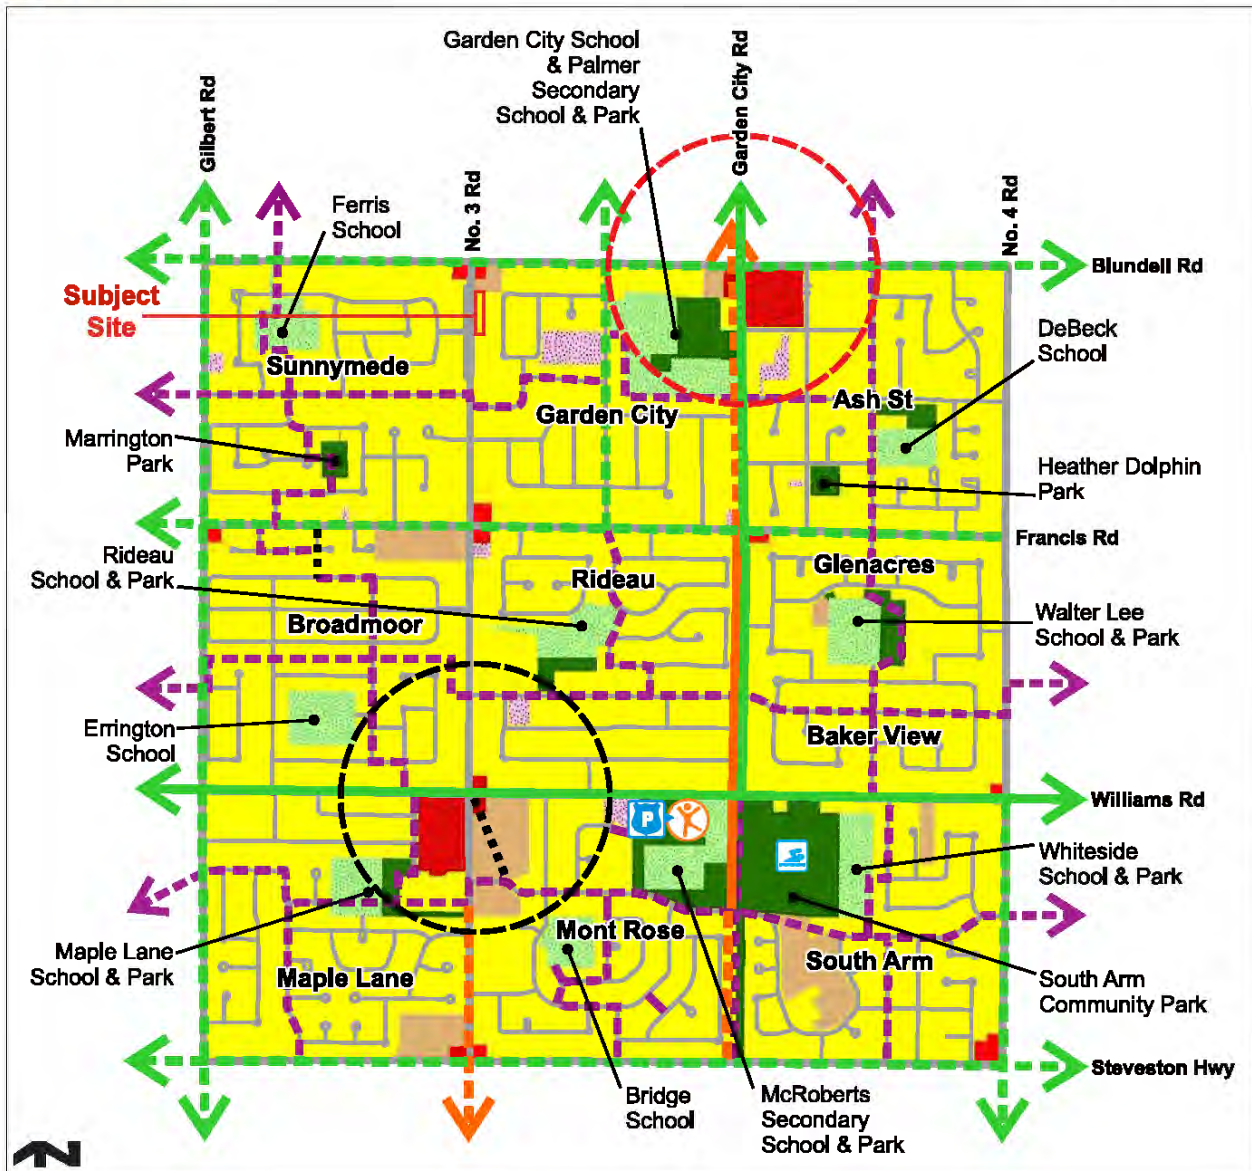 Garden City School
& Palmer
Secondary
School & Park
Garden City Rd
Gilbert Rd
No. 3 Rd
No. 4 Rd
Ferris
School
Blundell Rd
Subject
Site
DeBeck
School
Sunnymede
Garden City
Ash St
Marrington
Park
Heather Dolphin
Park
Francis Rd
Rideau
School & Park
Rideau
Glenacres
Broadmoor
Walter Lee
School & Park
Errington
School
Baker View
Williams Rd
P
Whiteside
School & Park
Maple Lane
School & Park
Maple Lane
Mont Rose
South Arm
South Arm
Community Park
Steveston Hwy
Bridge
School
McRoberts
Secondary
School & Park
N